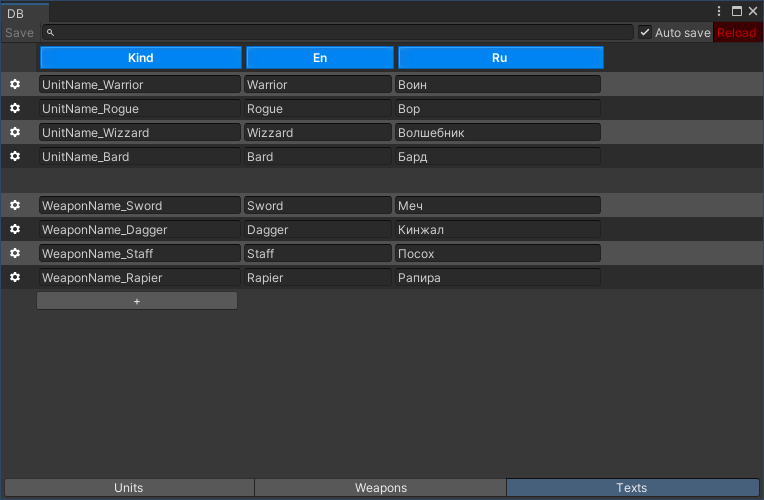 DB
Save Auto save Reload
Kind En Ru
UnitName_Warrior Warrior Воин
UnitName_Rogue Rogue Вор
UnitName_Wizzard Wizzard Волшебник
UnitName_Bard Bard Бард
WeaponName_Sword Sword Меч
WeaponName_Dagger Dagger Кинжал
WeaponName_Staff Staff Посох
WeaponName_Rapier Rapier Рапира
+
Units Weapons Texts